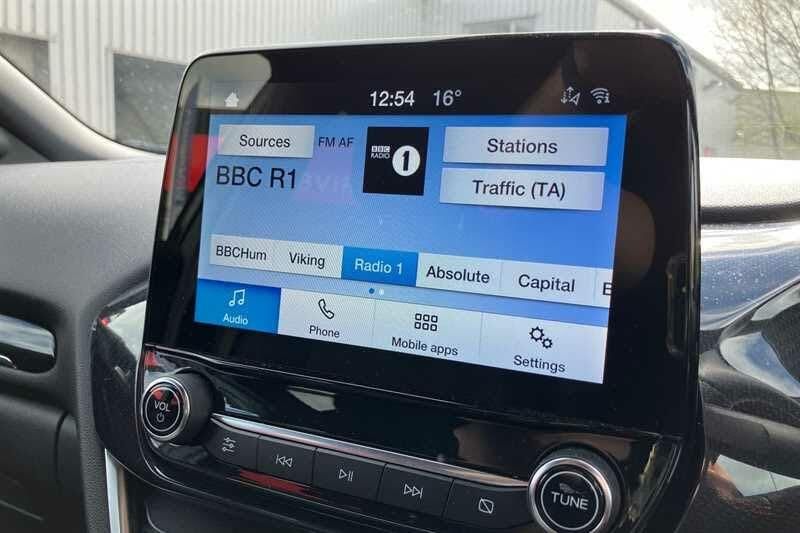 12:54 16°
Sources FM AF
BBC RADIO 1
Stations
BBC R1
Traffic (TA)
BBCHum Viking Radio 1 Absolute Capital
Audio Phone Mobile apps Settings
VOL
TUNE